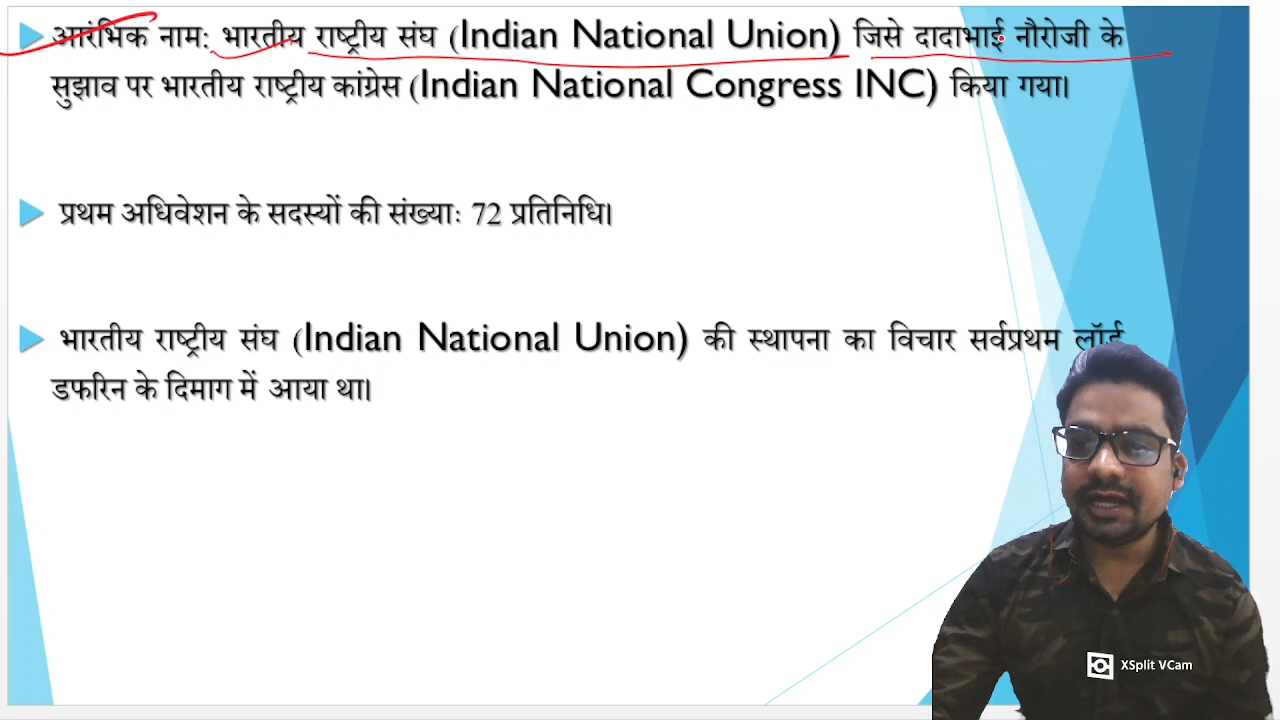 आरंभिक नाम: भारतीय राष्ट्रीय संघ (Indian National Union) जिसे दादाभाई नौरोजी के
सुझाव पर भारतीय राष्ट्रीय कांग्रेस (Indian National Congress INC) किया गया।
प्रथम अधिवेशन के सदस्यों की संख्याः 72 प्रतिनिधि।
भारतीय राष्ट्रीय संघ (Indian National Union) की स्थापना का विचार सर्वप्रथम लॉर्ड
डफरिन के दिमाग में आया था।
XSplit VCam